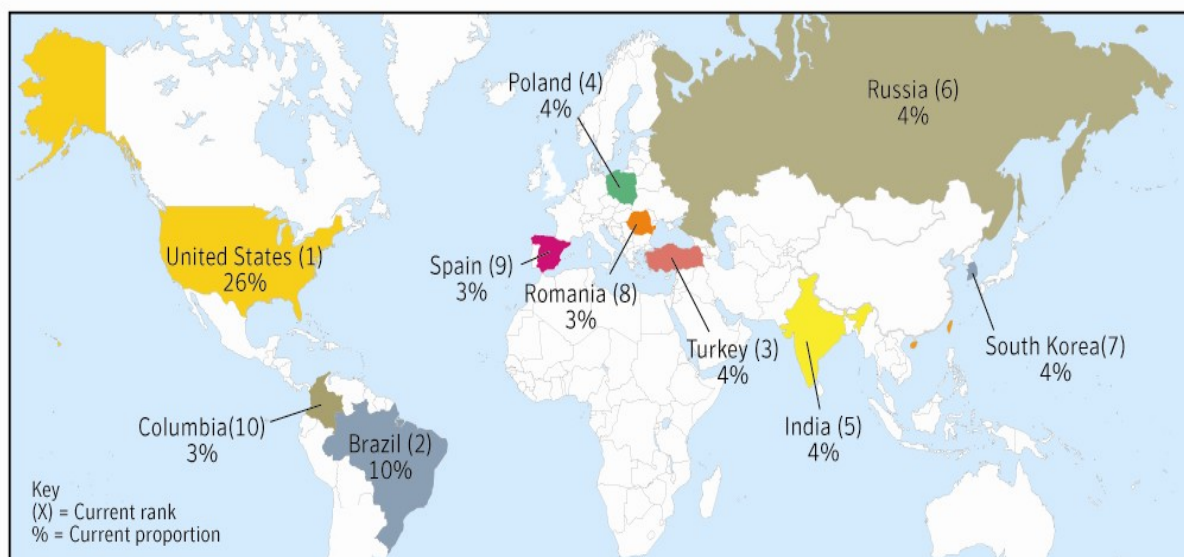 Poland (4)
4%
Russia (6)
4%
United States (1)
26%
Spain (9)
3%
Romania (8)
3%
Turkey (3)
4%
South Korea(7)
4%
India (5)
4%
Columbia(10)
3%
Brazil (2)
10%
Key
(X) = Current rank
% = Current proportion